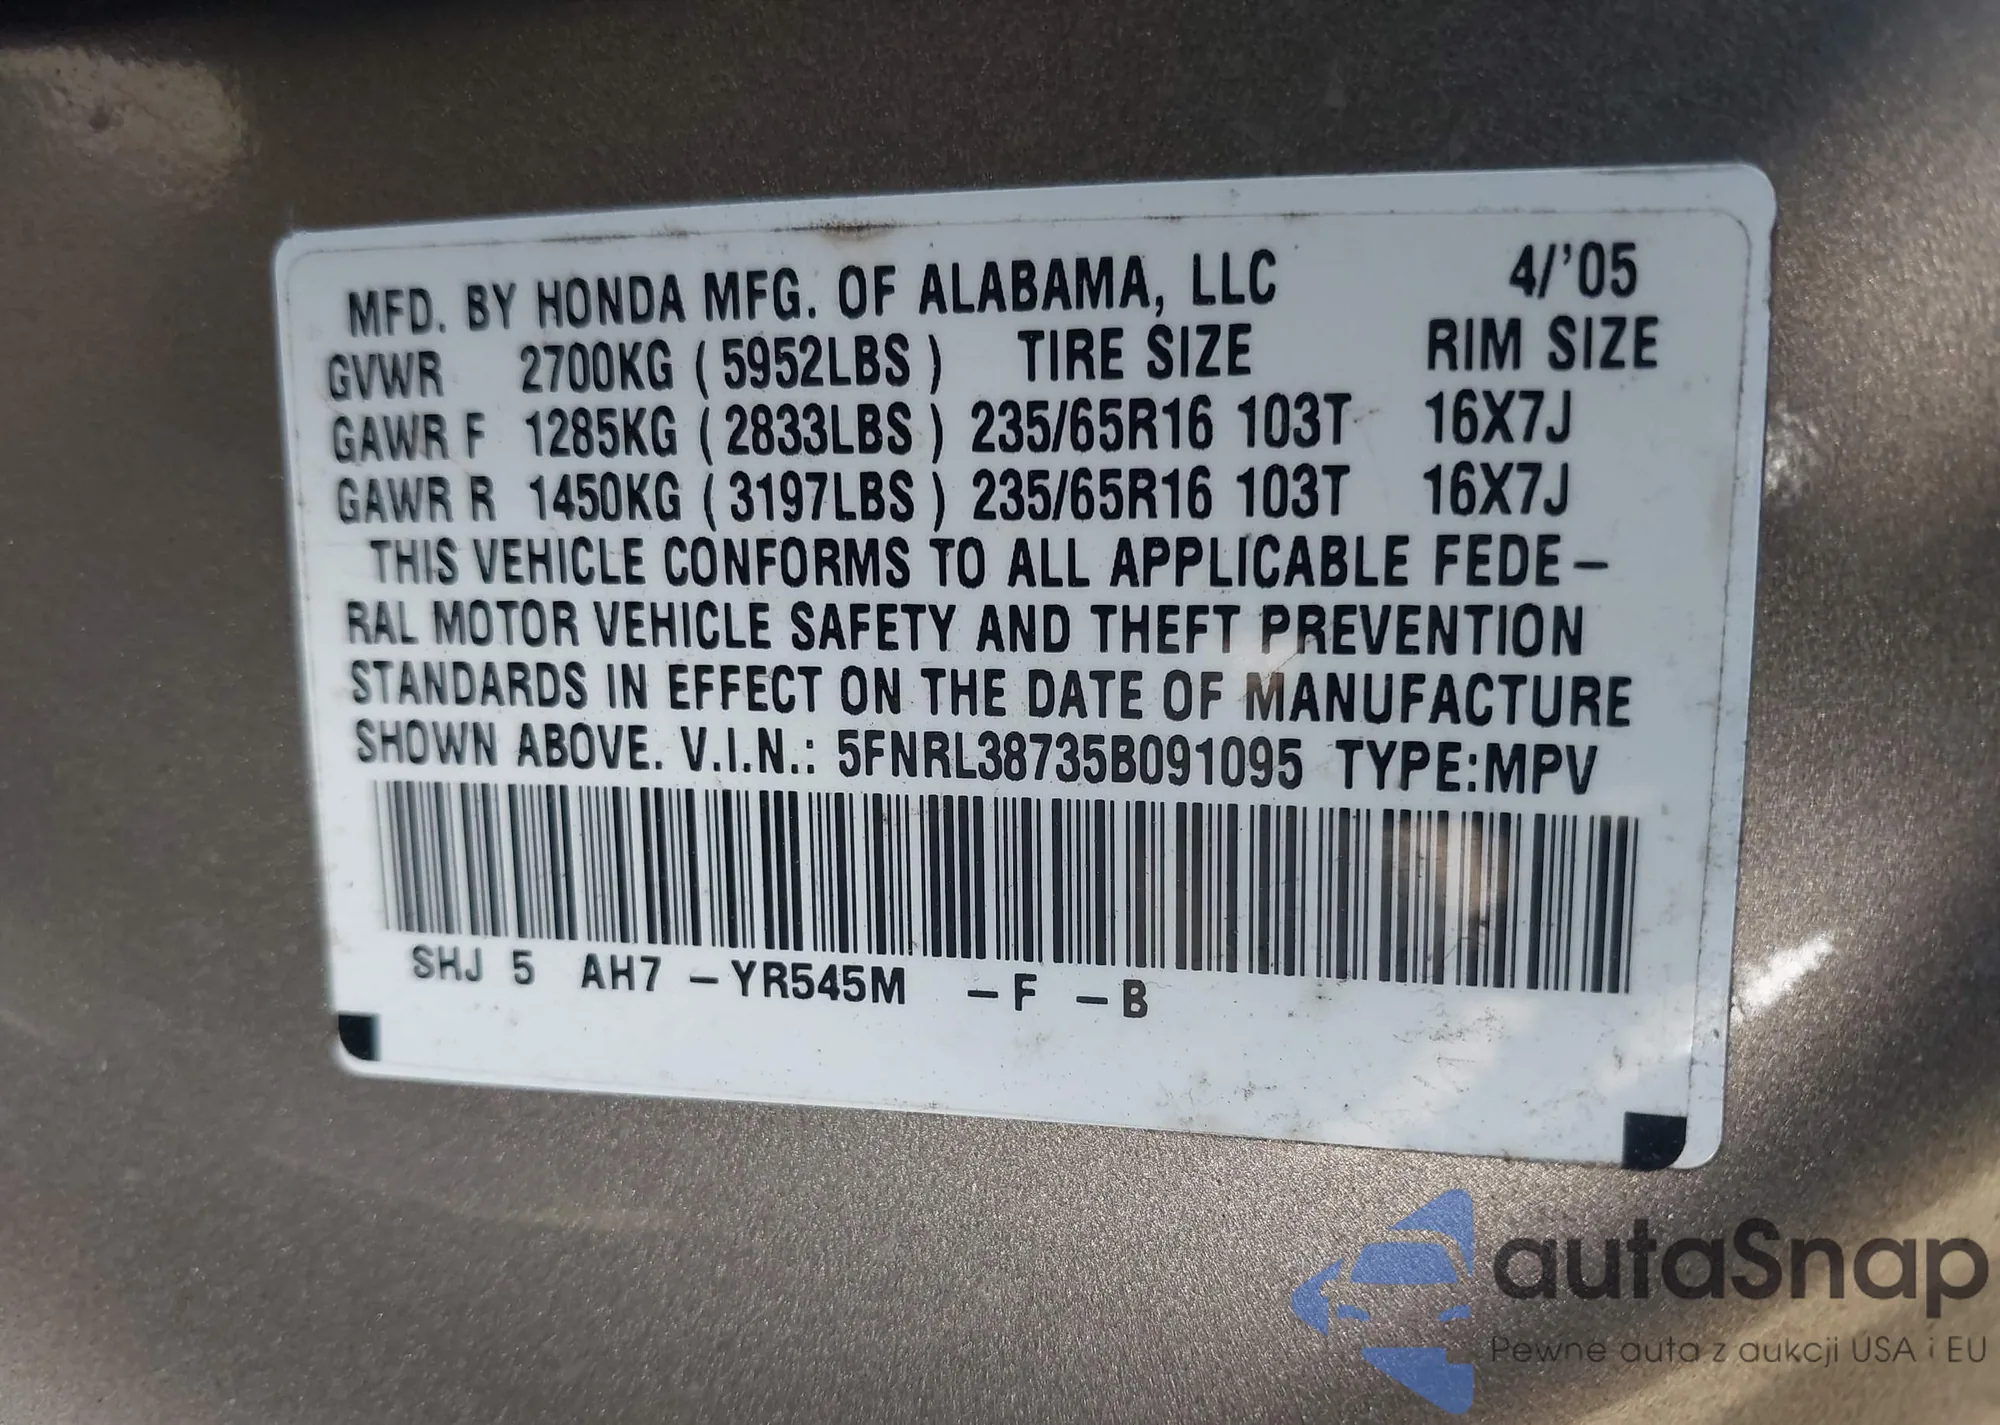 MFD. BY HONDA MFG. OF ALABAMA, LLC 4/'05
GVWR 2700KG ( 5952LBS ) TIRE SIZE RIM SIZE
GAWR F 1285KG ( 2833LBS ) 235/65R16 103T 16X7J
GAWR R 1450KG ( 3197LBS ) 235/65R16 103T 16X7J
THIS VEHICLE CONFORMS TO ALL APPLICABLE FEDE-
RAL MOTOR VEHICLE SAFETY AND THEFT PREVENTION
STANDARDS IN EFFECT ON THE DATE OF MANUFACTURE
SHOWN ABOVE. V.I.N.: 5FNRL38735B091095 TYPE:MPV
SHJ 5 AH7 -YR545M -F -B
autaSnap
Pewne auta z aukcji USA i EU